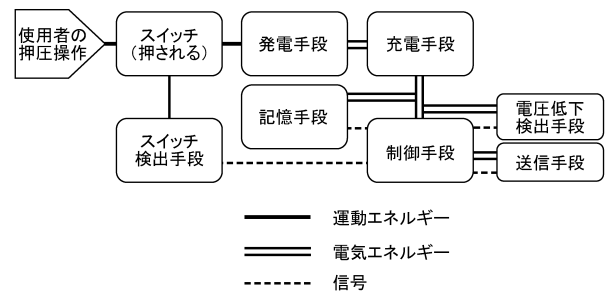 使用者の
押圧操作
スイッチ
（押される）
発電手段
充電手段
記憶手段
電圧低下
検出手段
スイッチ
検出手段
制御手段
送信手段
運動エネルギー
電気エネルギー
信号